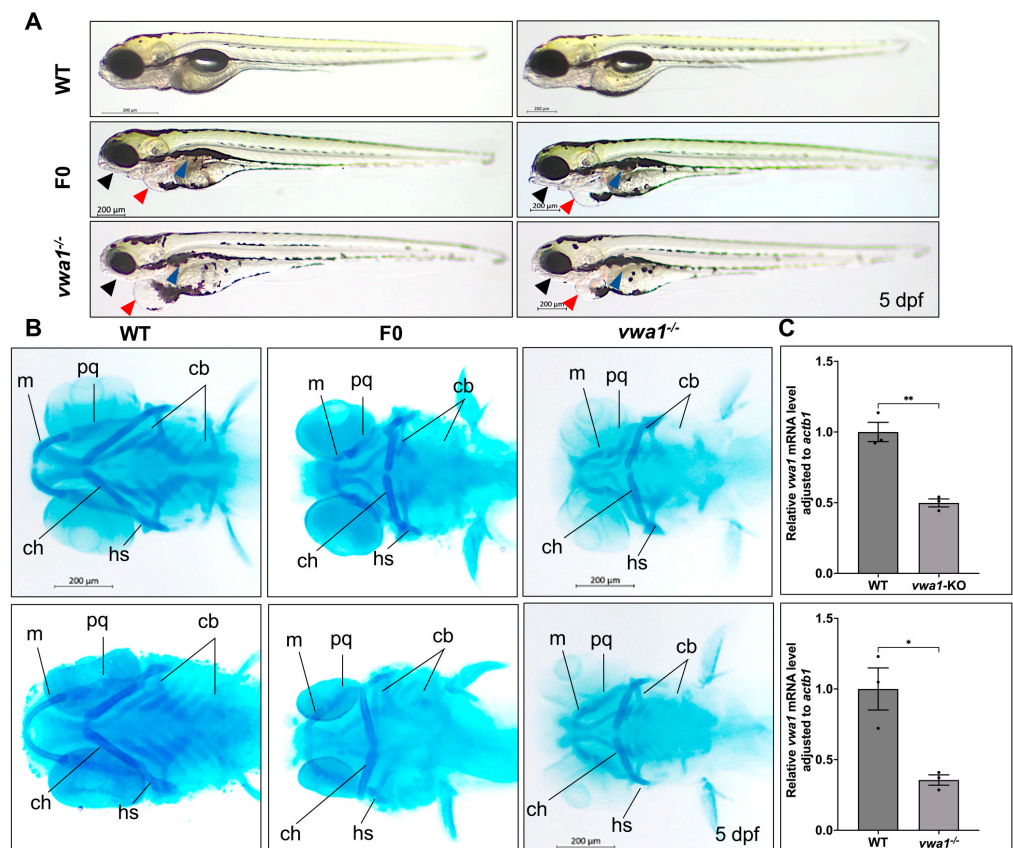 A
WT
200 µm
200 µm
F0
200 µm
200 µm
vwa1-/-
200 µm
200 µm
5 dpf
B
WT
F0
vwa1-/-
m
pq
cb
ch
hs
200 µm
m
pq
cb
ch
hs
m
pq
cb
ch
hs
200 µm
m
pq
cb
ch
hs
m
pq
cb
ch
hs
m
pq
cb
ch
hs
200 µm
5 dpf
C
Relative vwa1 mRNA level
adjusted to actb1
1.5
1.0
0.5
0.0
**
WT
vwa1-KO
Relative vwa1 mRNA level
adjusted to actb1
1.5
1.0
0.5
0.0
*
WT
vwa1-/-